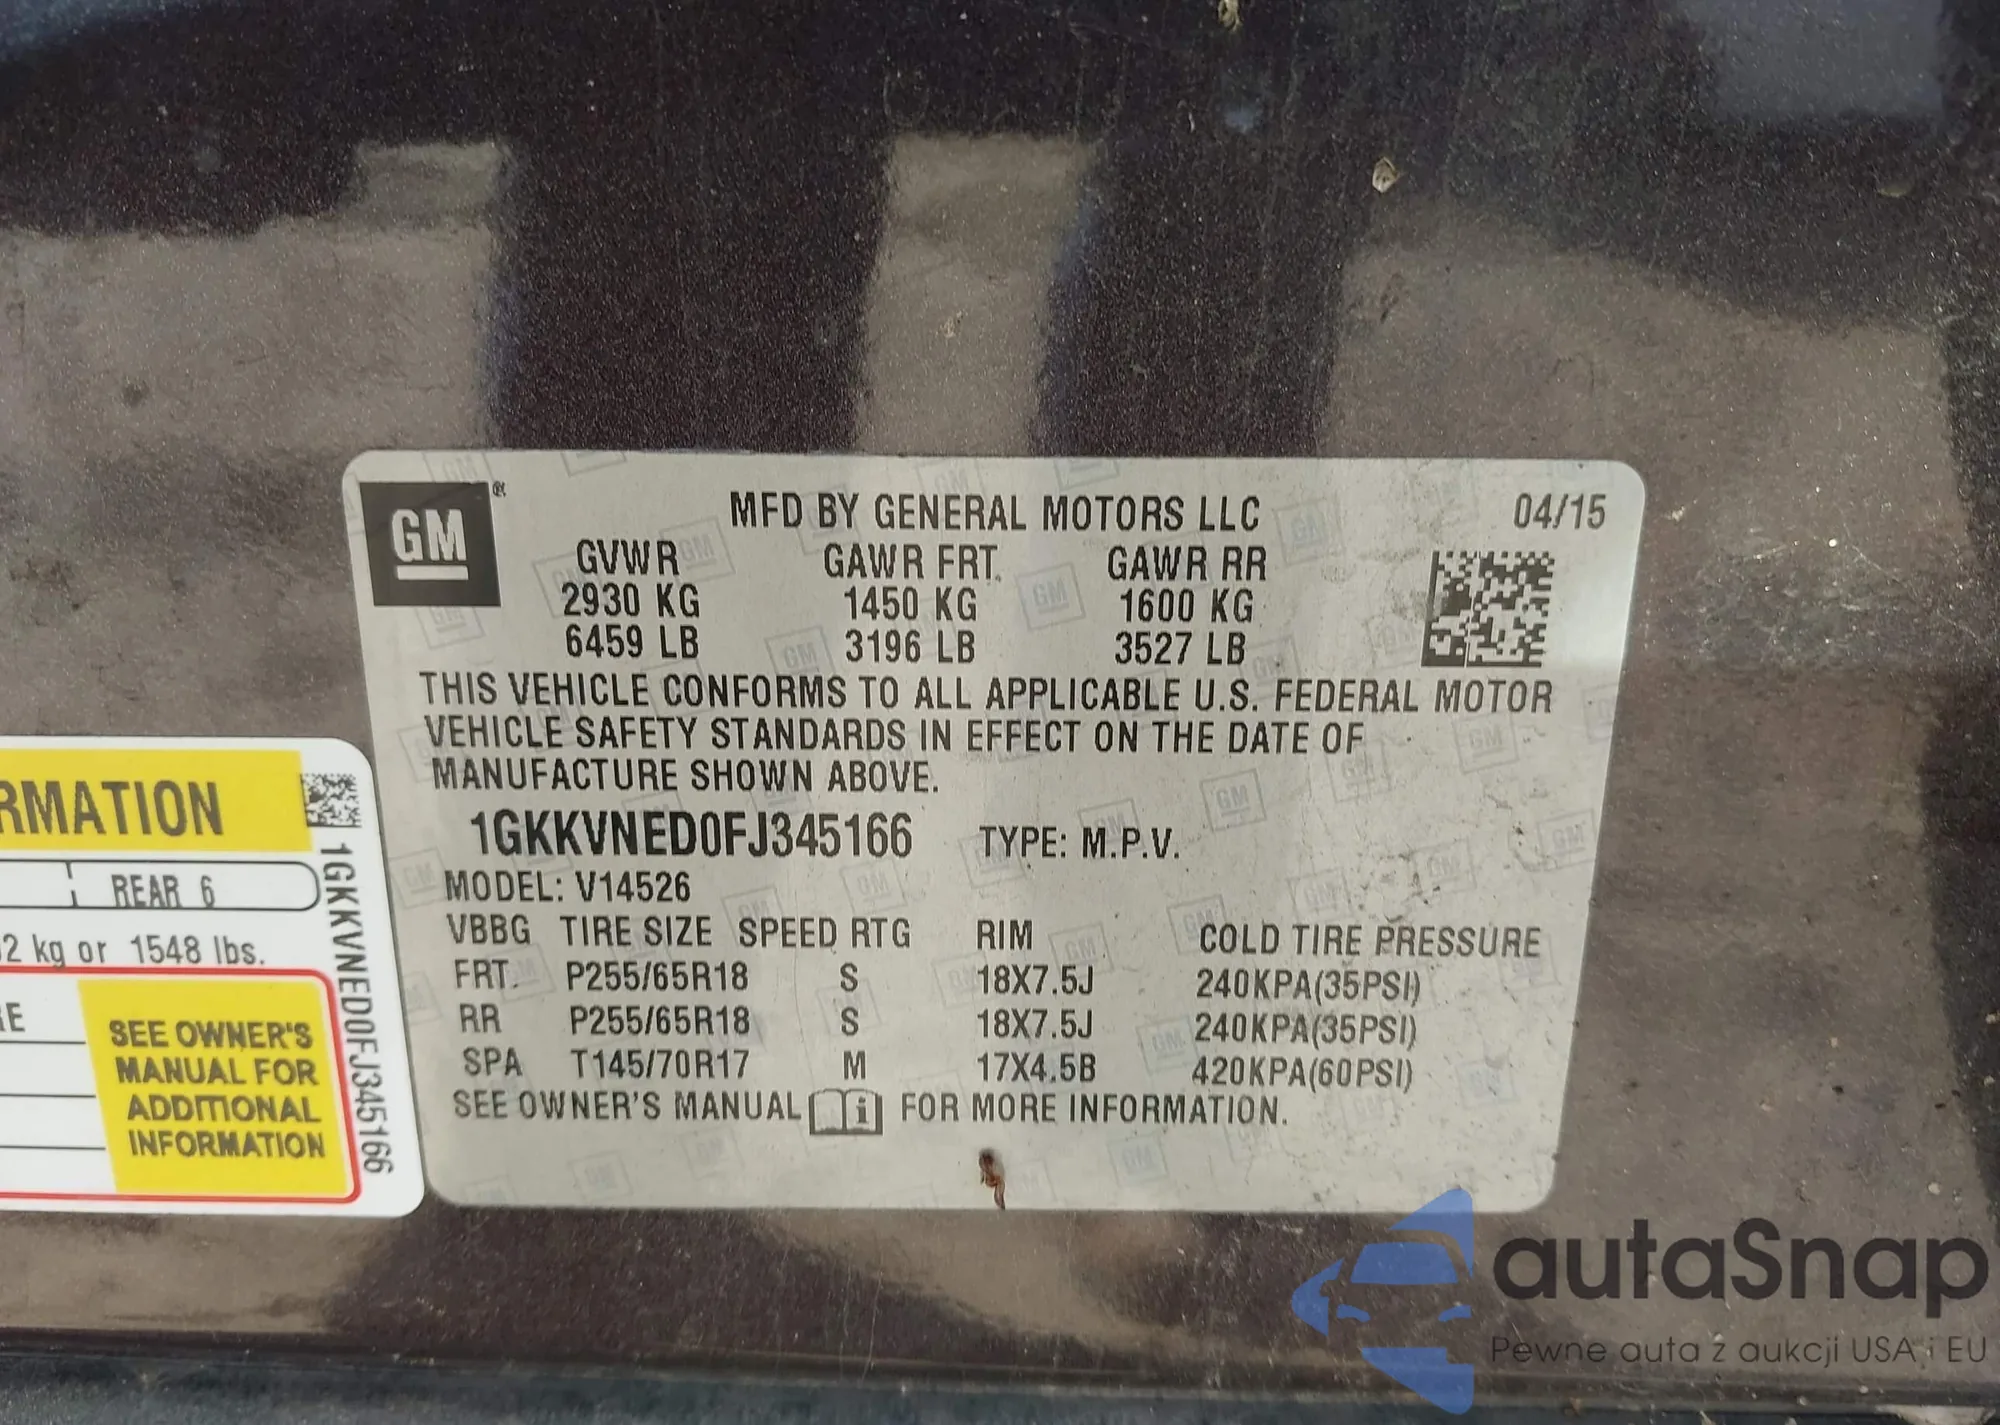 GM®
MFD BY GENERAL MOTORS LLC 04/15
GVWR GAWR FRT. GAWR RR
2930 KG 1450 KG 1600 KG
6459 LB 3196 LB 3527 LB
THIS VEHICLE CONFORMS TO ALL APPLICABLE U.S. FEDERAL MOTOR
VEHICLE SAFETY STANDARDS IN EFFECT ON THE DATE OF
MANUFACTURE SHOWN ABOVE.
1GKKVNED0FJ345166 TYPE: M.P.V.
MODEL: V14526
VBBG TIRE SIZE SPEED RTG RIM COLD TIRE PRESSURE
FRT. P255/65R18 S 18X7.5J 240KPA(35PSI)
RR P255/65R18 S 18X7.5J 240KPA(35PSI)
SPA T145/70R17 M 17X4.5B 420KPA(60PSI)
SEE OWNER'S MANUAL i FOR MORE INFORMATION.
RMATION
REAR 6
2 kg or 1548 lbs.
RE
SEE OWNER'S
MANUAL FOR
ADDITIONAL
INFORMATION
1GKKVNED0FJ345166
autaSnap
Pewne auta z aukcji USA i EU